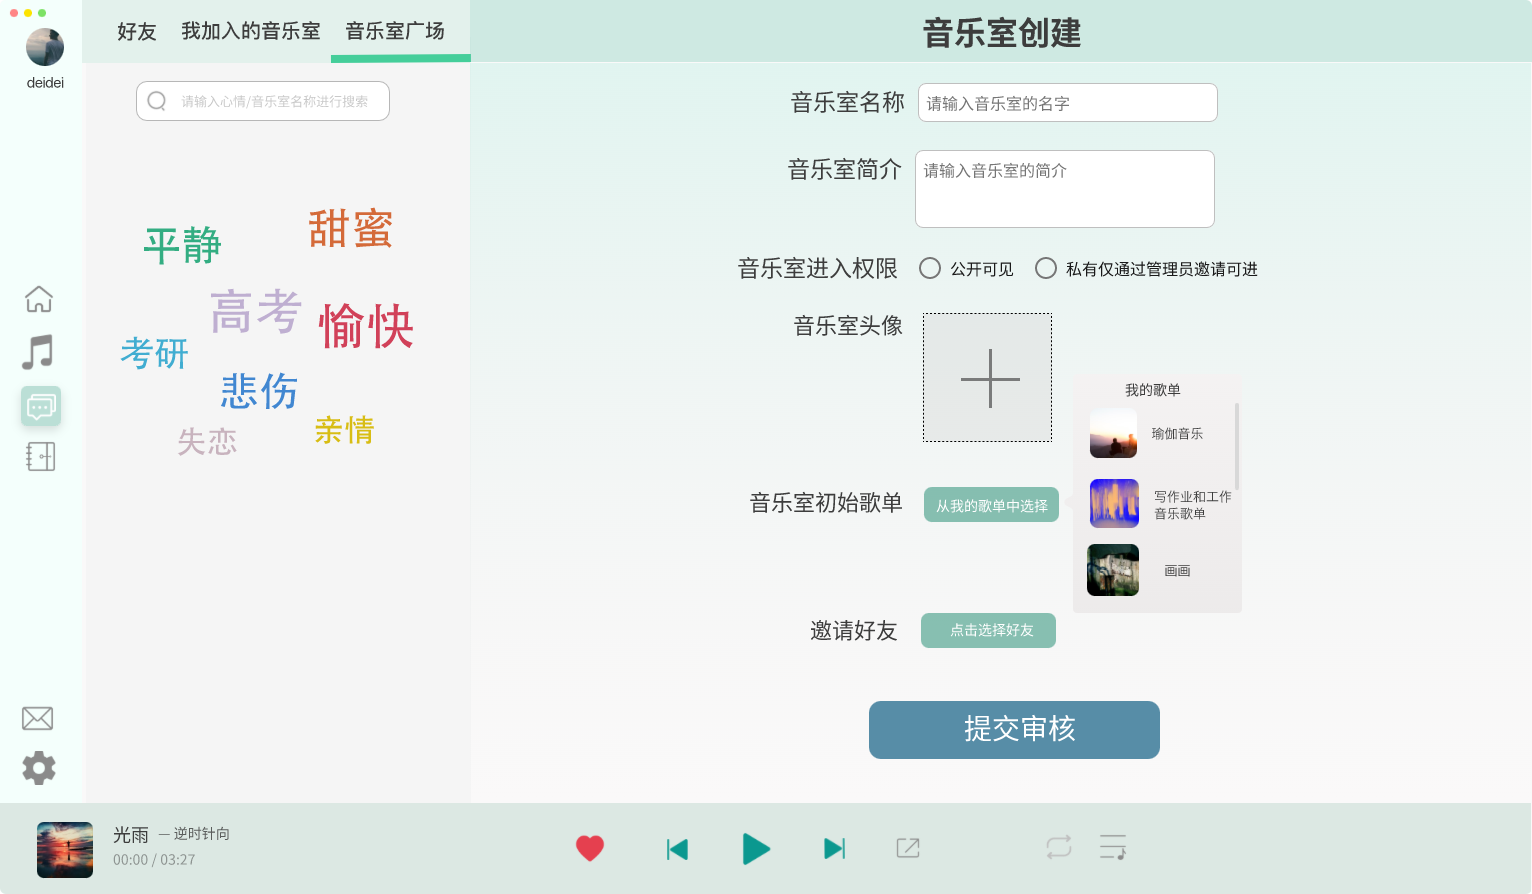 deidei
好友
我加入的音乐室
音乐室广场
请输入心情/音乐室名称进行搜索
平静
甜蜜
高考
愉快
考研
悲伤
亲情
失恋
音乐室创建
音乐室名称
请输入音乐室的名字
音乐室简介
请输入音乐室的简介
音乐室进入权限
公开可见
私有仅通过管理员邀请可进
音乐室头像
音乐室初始歌单
从我的歌单中选择
我的歌单
瑜伽音乐
写作业和工作
音乐歌单
画画
邀请好友
点击选择好友
提交审核
光雨 — 逆时针向
00:00 / 03:27